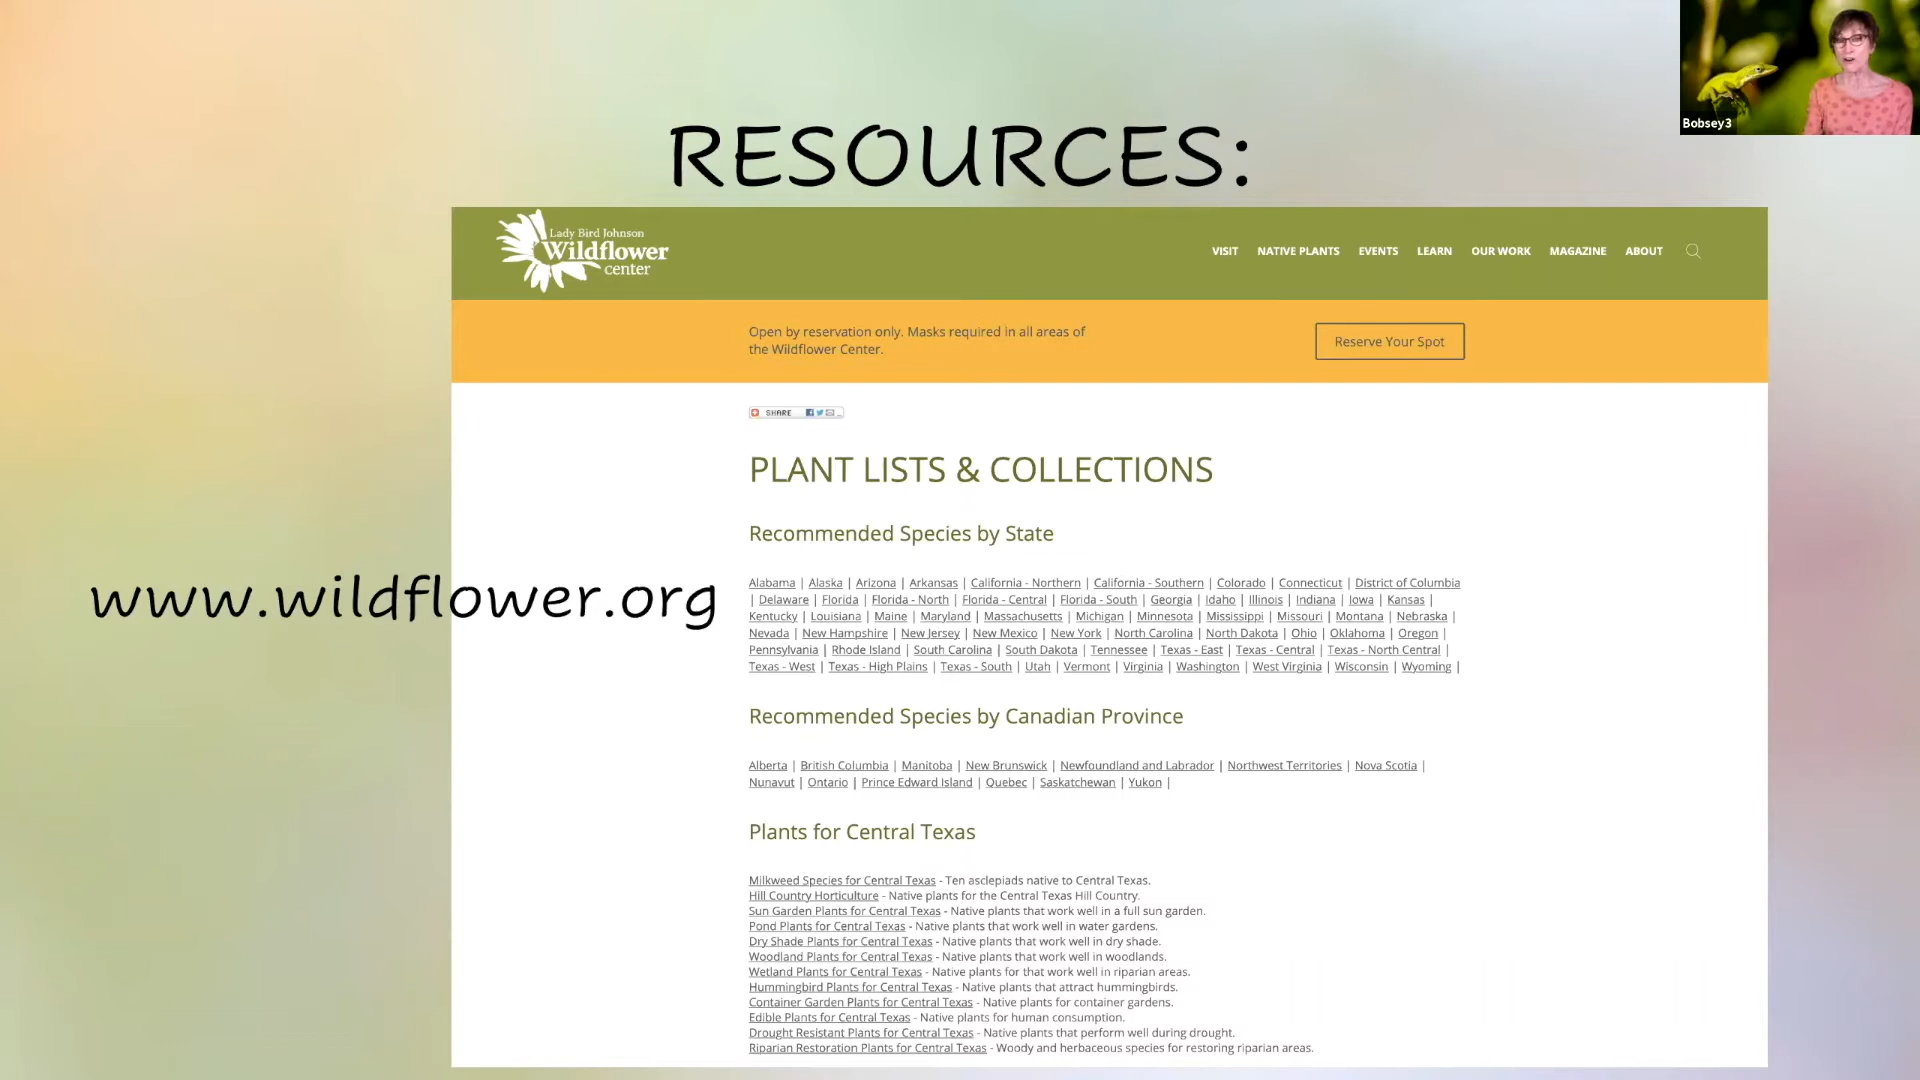 Bobsey3
RESOURCES:
Lady Bird Johnson
Wildflower
center
VISIT NATIVE PLANTS EVENTS LEARN OUR WORK MAGAZINE ABOUT
Open by reservation only. Masks required in all areas of
the Wildflower Center.
Reserve Your Spot
SHARE
PLANT LISTS & COLLECTIONS
Recommended Species by State
www.wildflower.org
Alabama | Alaska | Arizona | Arkansas | California - Northern | California - Southern | Colorado | Connecticut | District of Columbia
| Delaware | Florida | Florida - North | Florida - Central | Florida - South | Georgia | Idaho | Illinois | Indiana | Iowa | Kansas |
Kentucky | Louisiana | Maine | Maryland | Massachusetts | Michigan | Minnesota | Mississippi | Missouri | Montana | Nebraska |
Nevada | New Hampshire | New Jersey | New Mexico | New York | North Carolina | North Dakota | Ohio | Oklahoma | Oregon |
Pennsylvania | Rhode Island | South Carolina | South Dakota | Tennessee | Texas - East | Texas - Central | Texas - North Central |
Texas - West | Texas - High Plains | Texas - South | Utah | Vermont | Virginia | Washington | West Virginia | Wisconsin | Wyoming |
Recommended Species by Canadian Province
Alberta | British Columbia | Manitoba | New Brunswick | Newfoundland and Labrador | Northwest Territories | Nova Scotia |
Nunavut | Ontario | Prince Edward Island | Quebec | Saskatchewan | Yukon |
Plants for Central Texas
Milkweed Species for Central Texas - Ten asclepiads native to Central Texas.
Hill Country Horticulture - Native plants for the Central Texas Hill Country.
Sun Garden Plants for Central Texas - Native plants that work well in a full sun garden.
Pond Plants for Central Texas - Native plants that work well in water gardens.
Dry Shade Plants for Central Texas - Native plants that work well in dry shade.
Woodland Plants for Central Texas - Native plants that work well in woodlands.
Wetland Plants for Central Texas - Native plants for that work well in riparian areas.
Hummingbird Plants for Central Texas - Native plants that attract hummingbirds.
Container Garden Plants for Central Texas - Native plants for container gardens.
Edible Plants for Central Texas - Native plants for human consumption.
Drought Resistant Plants for Central Texas - Native plants that perform well during drought.
Riparian Restoration Plants for Central Texas - Woody and herbaceous species for restoring riparian areas.